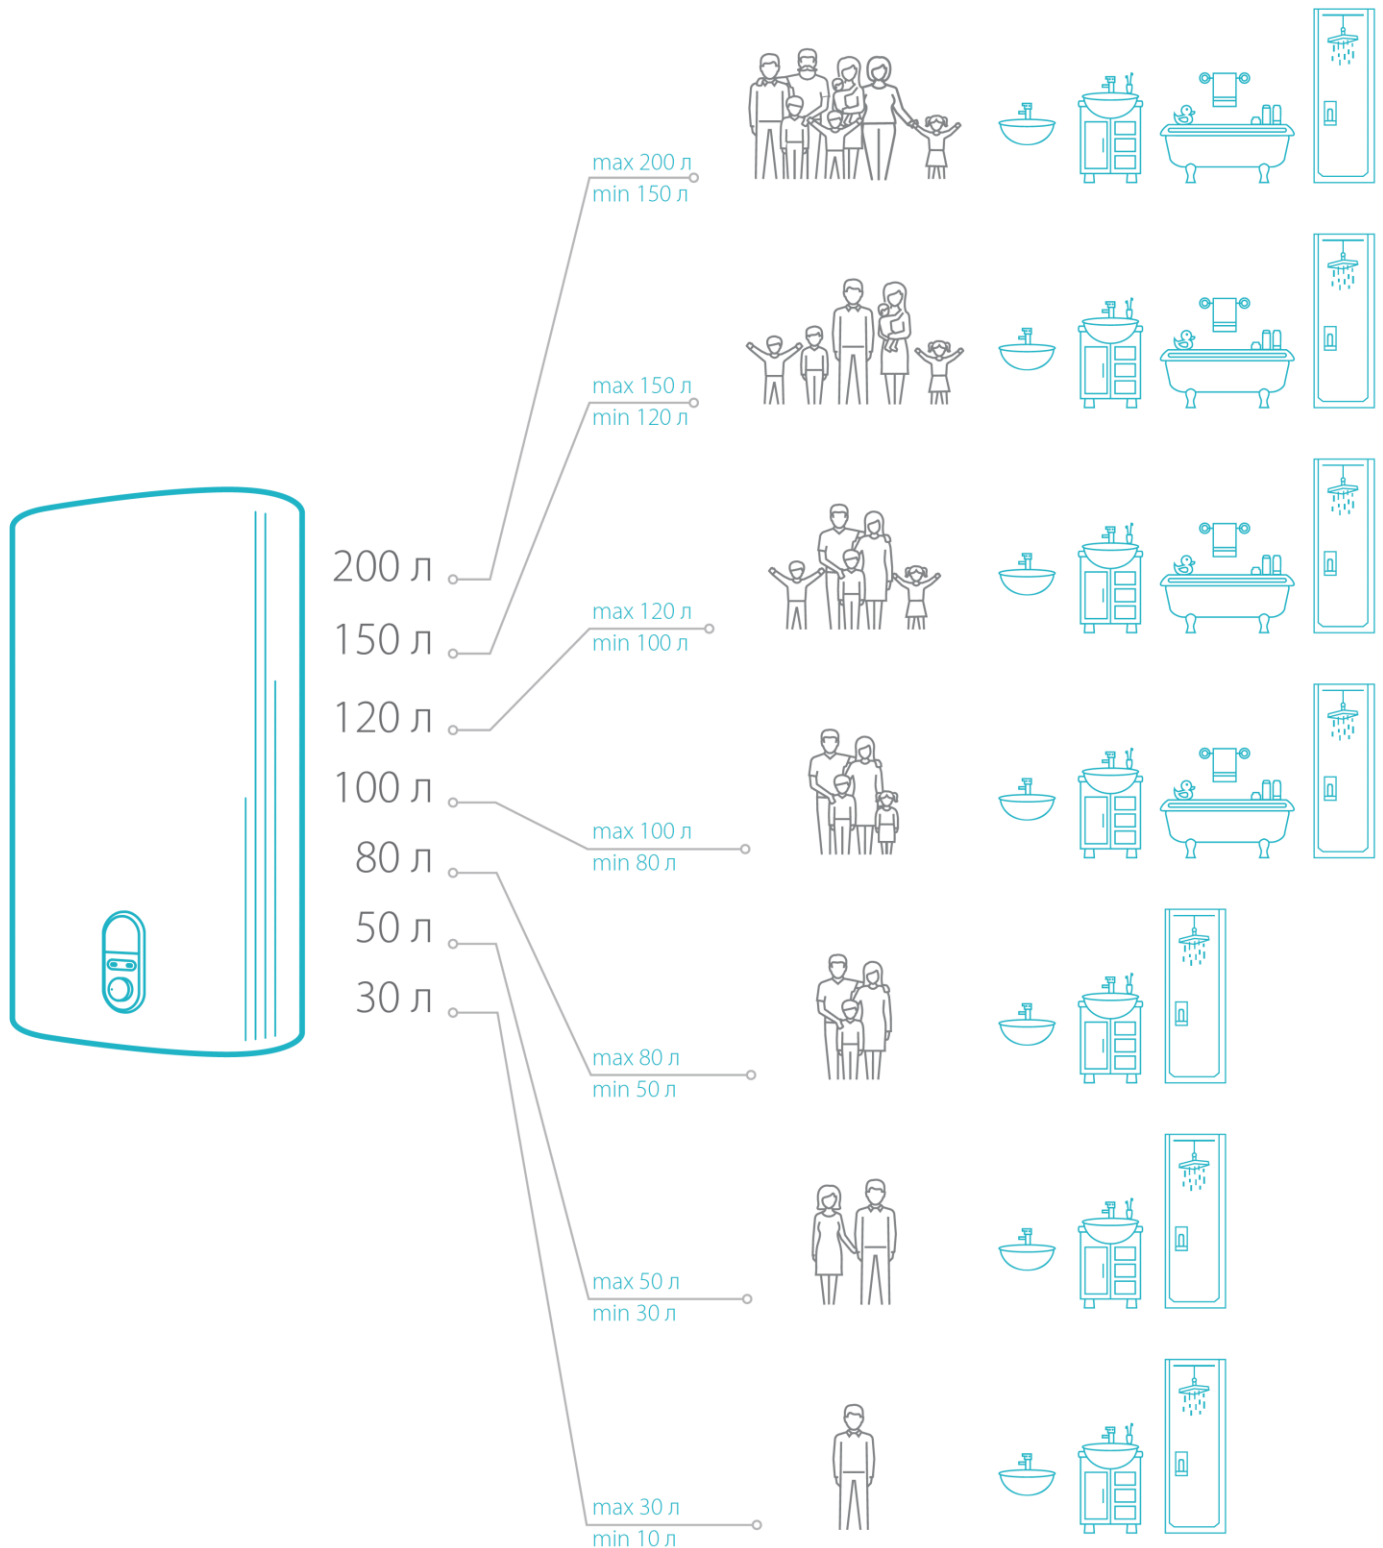 200 л
150 л
120 л
100 л
80 л
50 л
30 л
max 200 л
min 150 л
max 150 л
min 120 л
max 120 л
min 100 л
max 100 л
min 80 л
max 80 л
min 50 л
max 50 л
min 30 л
max 30 л
min 10 л